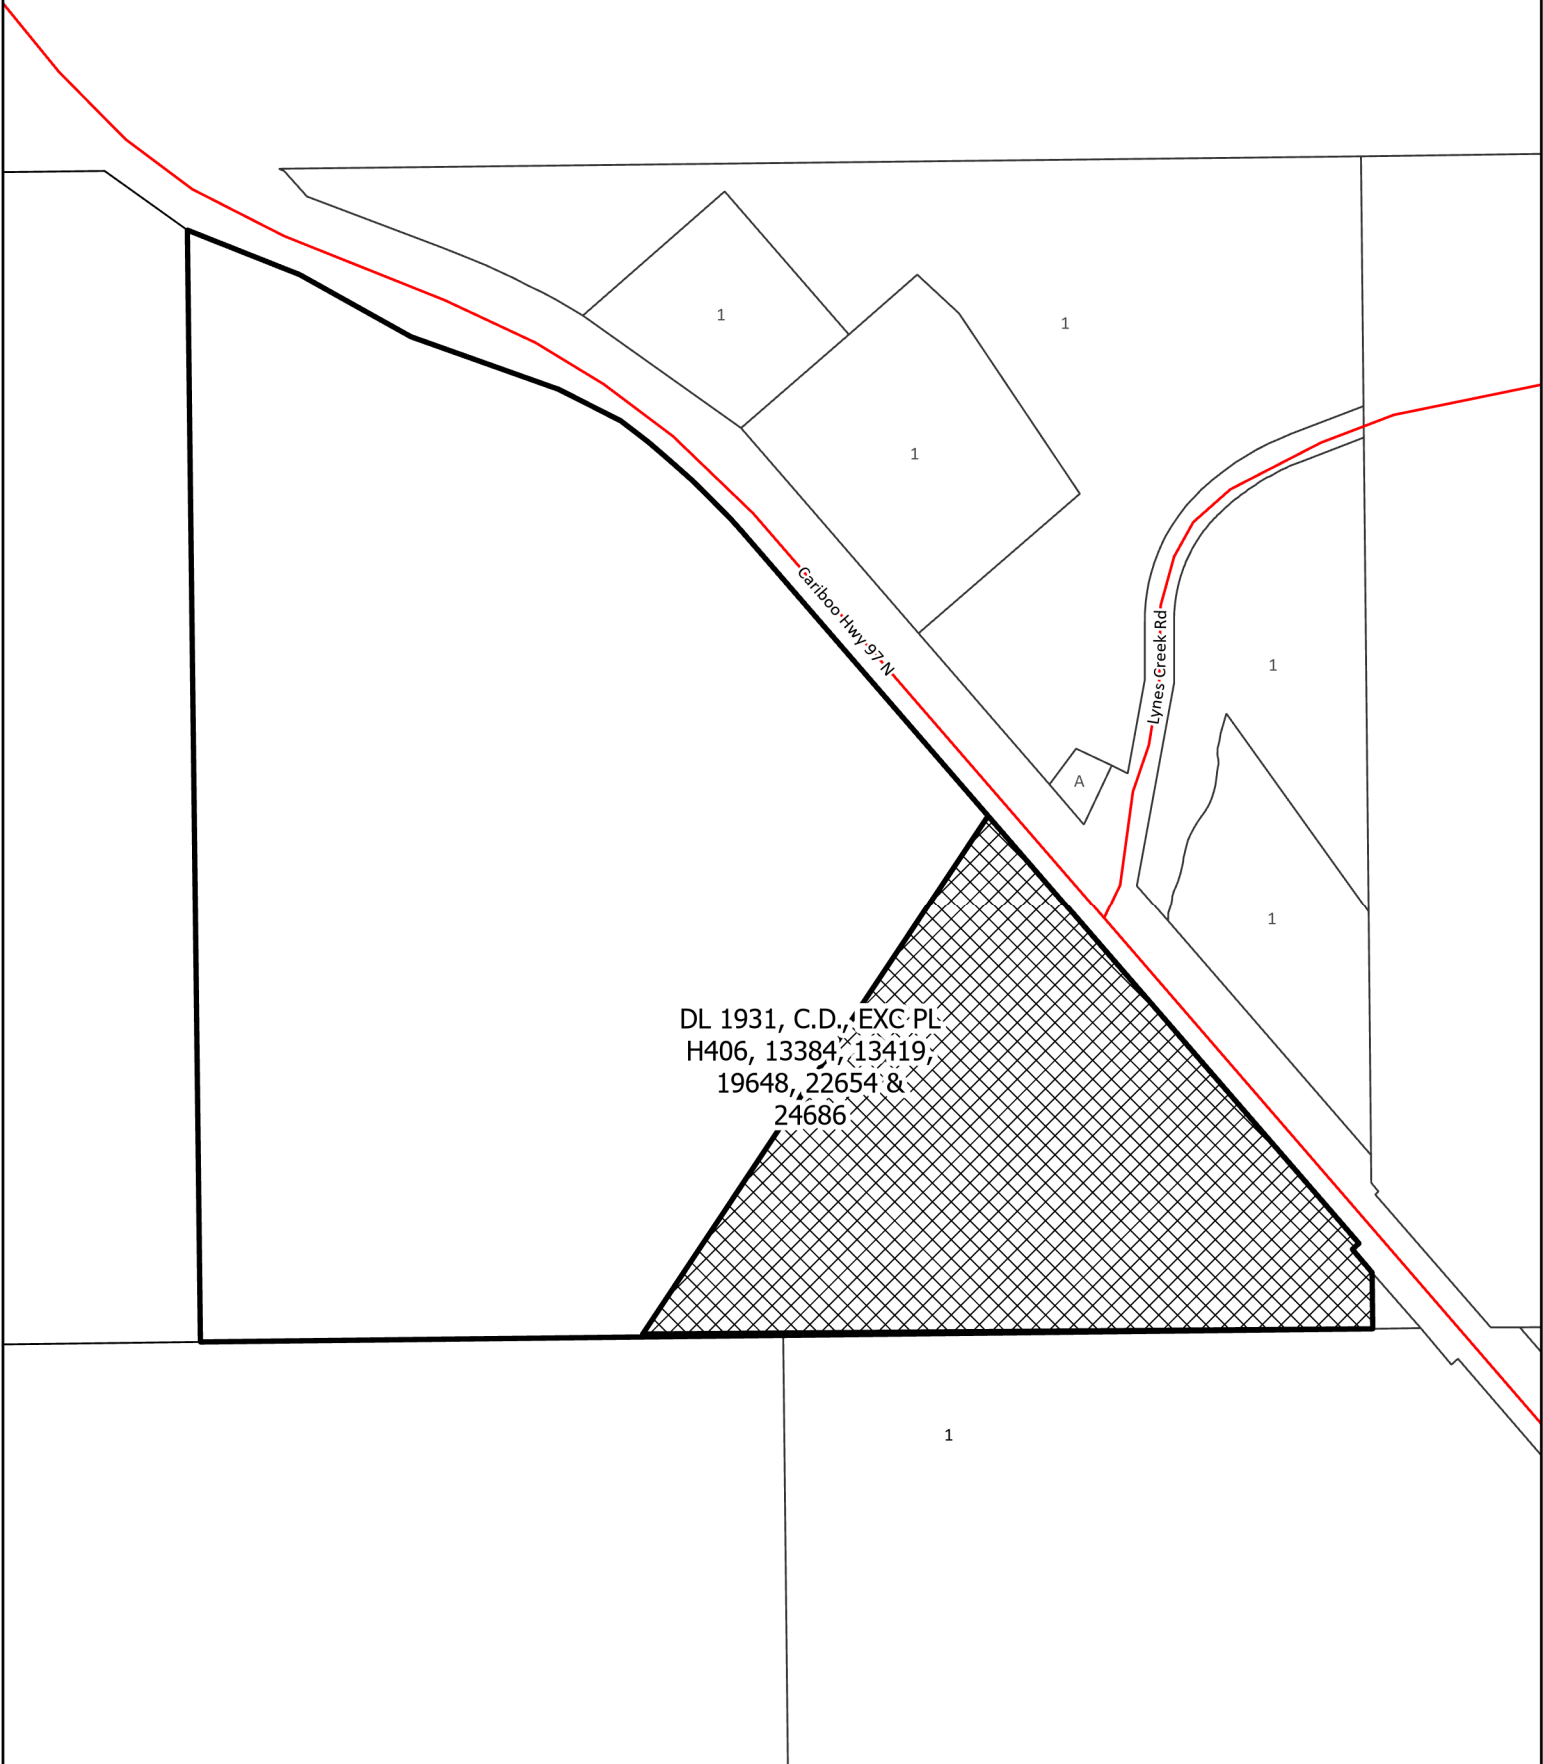 1
1
1
Cariboo Hwy 97 N
Lynes Creek Rd
1
A
1
DL 1931, C.D., EXC PL
H406, 13384, 13419,
19648, 22654 &
24686
1